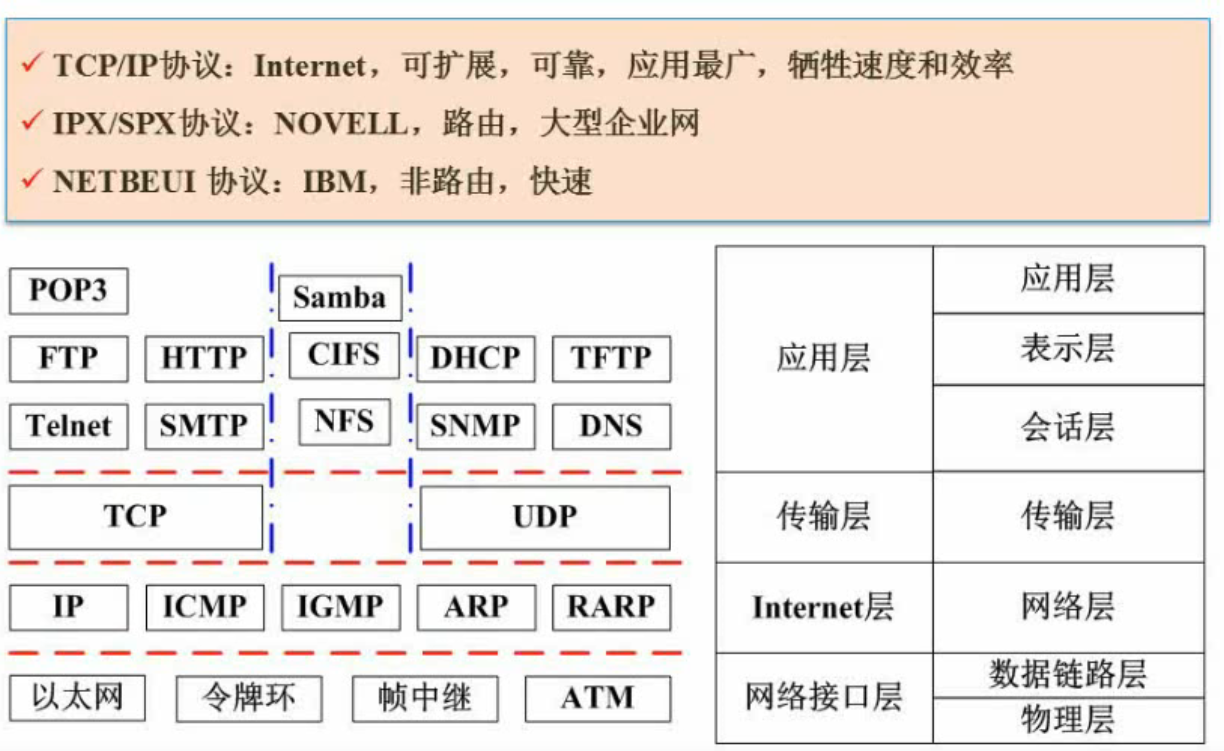 ✓ TCP/IP协议：Internet，可扩展，可靠，应用最广，牺牲速度和效率
✓ IPX/SPX协议：NOVELL，路由，大型企业网
✓ NETBEUI 协议：IBM，非路由，快速
POP3 Samba
FTP HTTP CIFS DHCP TFTP
Telnet SMTP NFS SNMP DNS
TCP UDP
IP ICMP IGMP ARP RARP
以太网 令牌环 帧中继 ATM
应用层 应用层
表示层
会话层
传输层 传输层
Internet层 网络层
网络接口层 数据链路层
物理层